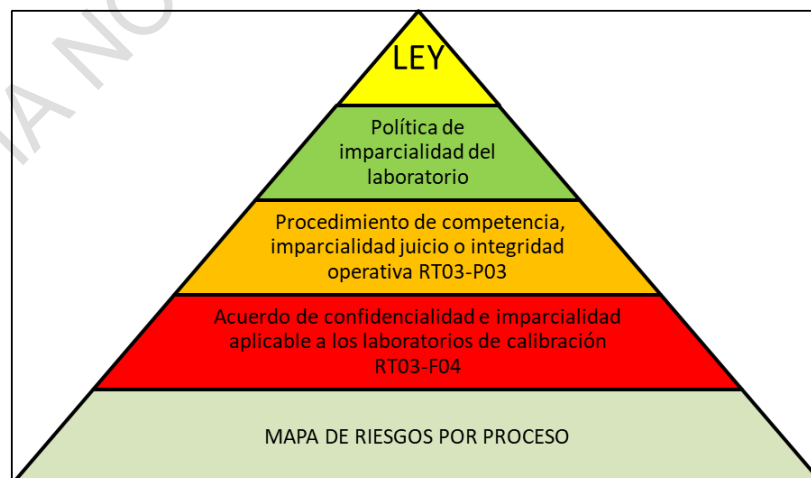 LEY
Política de
imparcialidad del
laboratorio
Procedimiento de competencia,
imparcialidad juicio o integridad
operativa RT03-P03
Acuerdo de confidencialidad e imparcialidad
aplicable a los laboratorios de calibración
RT03-F04
MAPA DE RIESGOS POR PROCESO